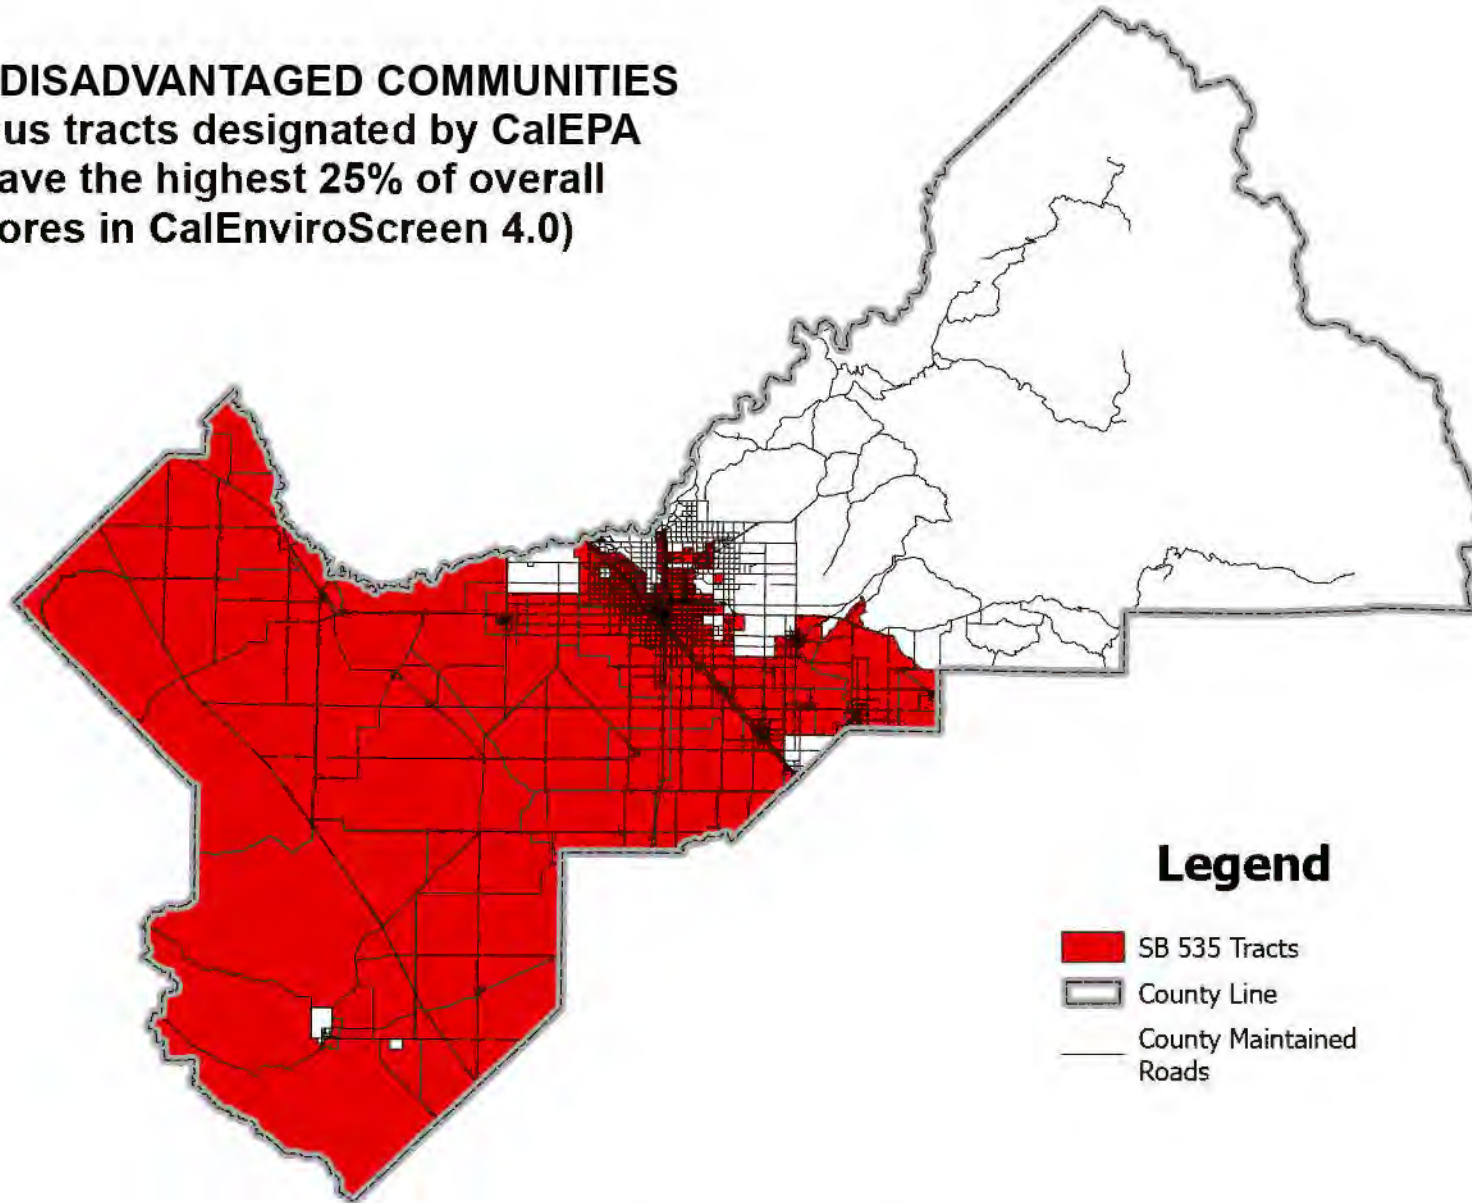 DISADVANTAGED COMMUNITIES
us tracts designated by CalEPA
ave the highest 25% of overall
ores in CalEnviroScreen 4.0)
Legend
SB 535 Tracts
County Line
County Maintained
Roads